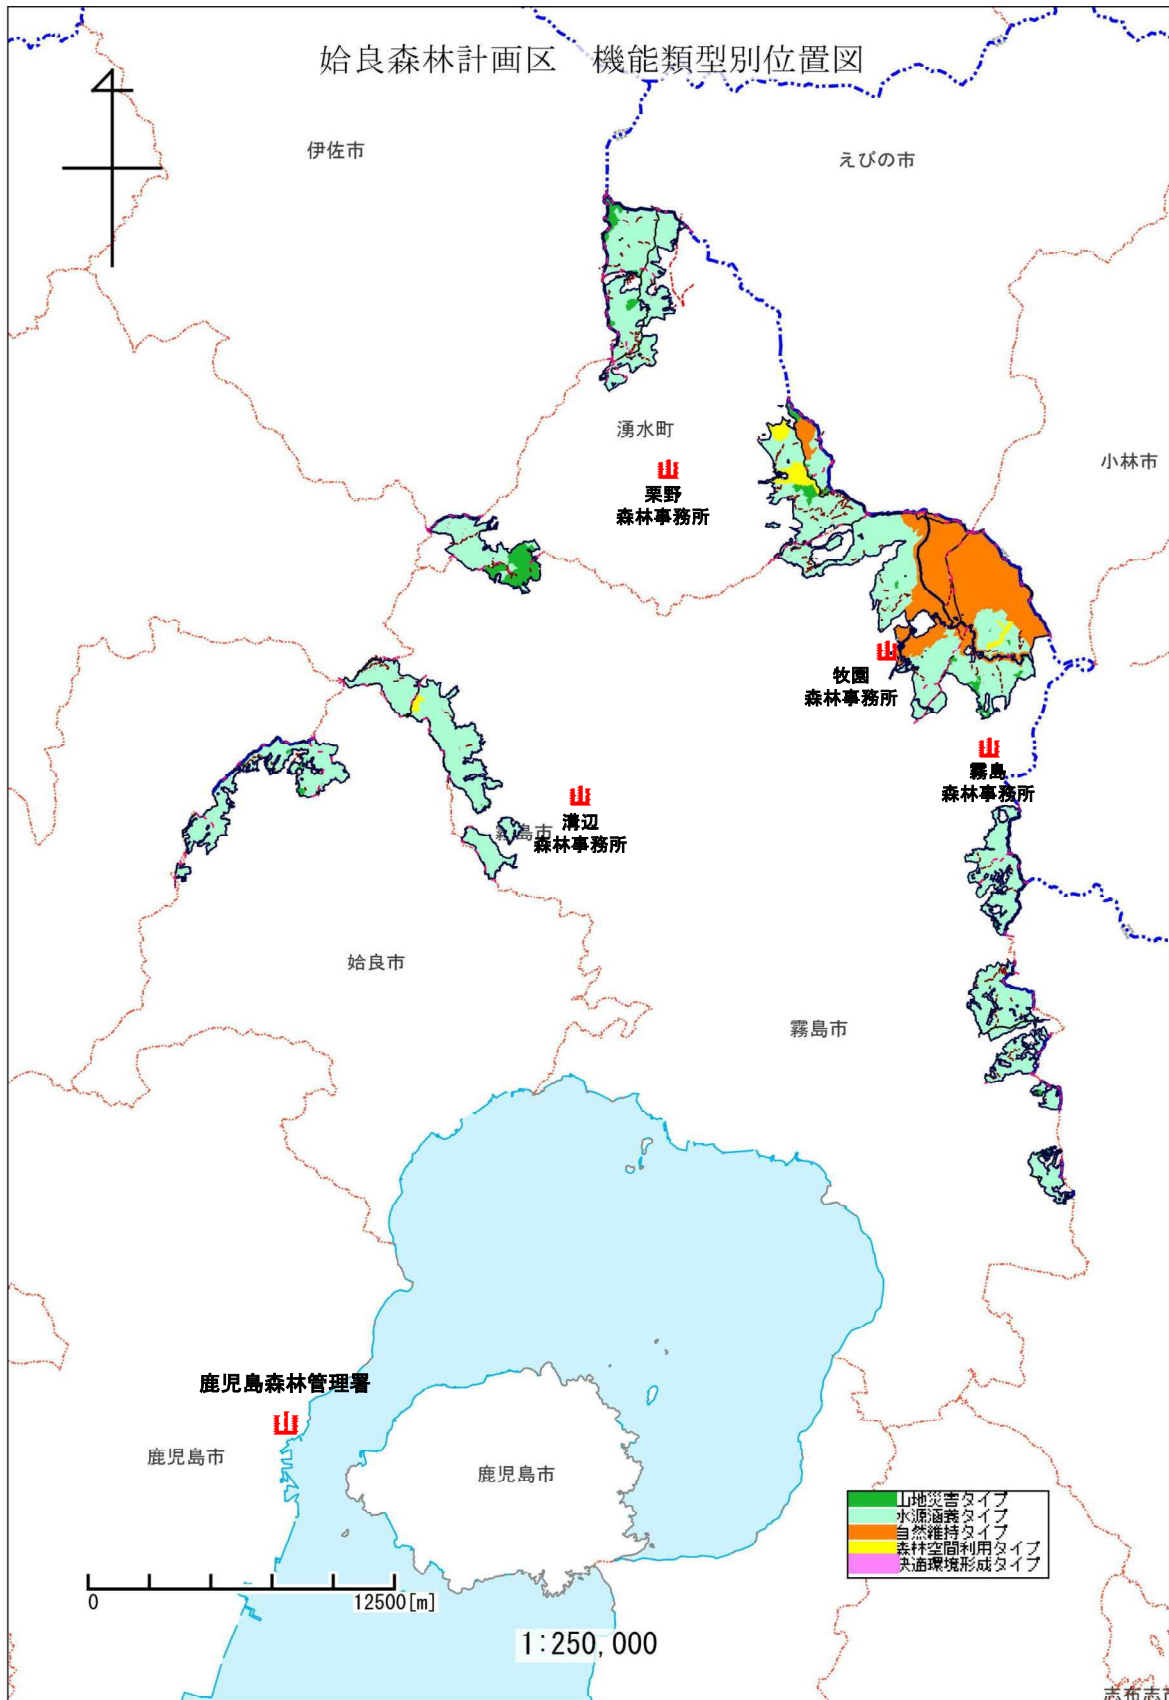 姶良森林計画区　機能類型別位置図
伊佐市
えびの市
湧水町
小林市
栗野
森林事務所
牧園
森林事務所
霧島
森林事務所
溝辺
霧島市
森林事務所
姶良市
霧島市
鹿児島森林管理署
鹿児島市
鹿児島市
山地災害タイプ
水源涵養タイプ
自然維持タイプ
森林空間利用タイプ
快適環境形成タイプ
0 12500[m]
1:250,000
志布志市